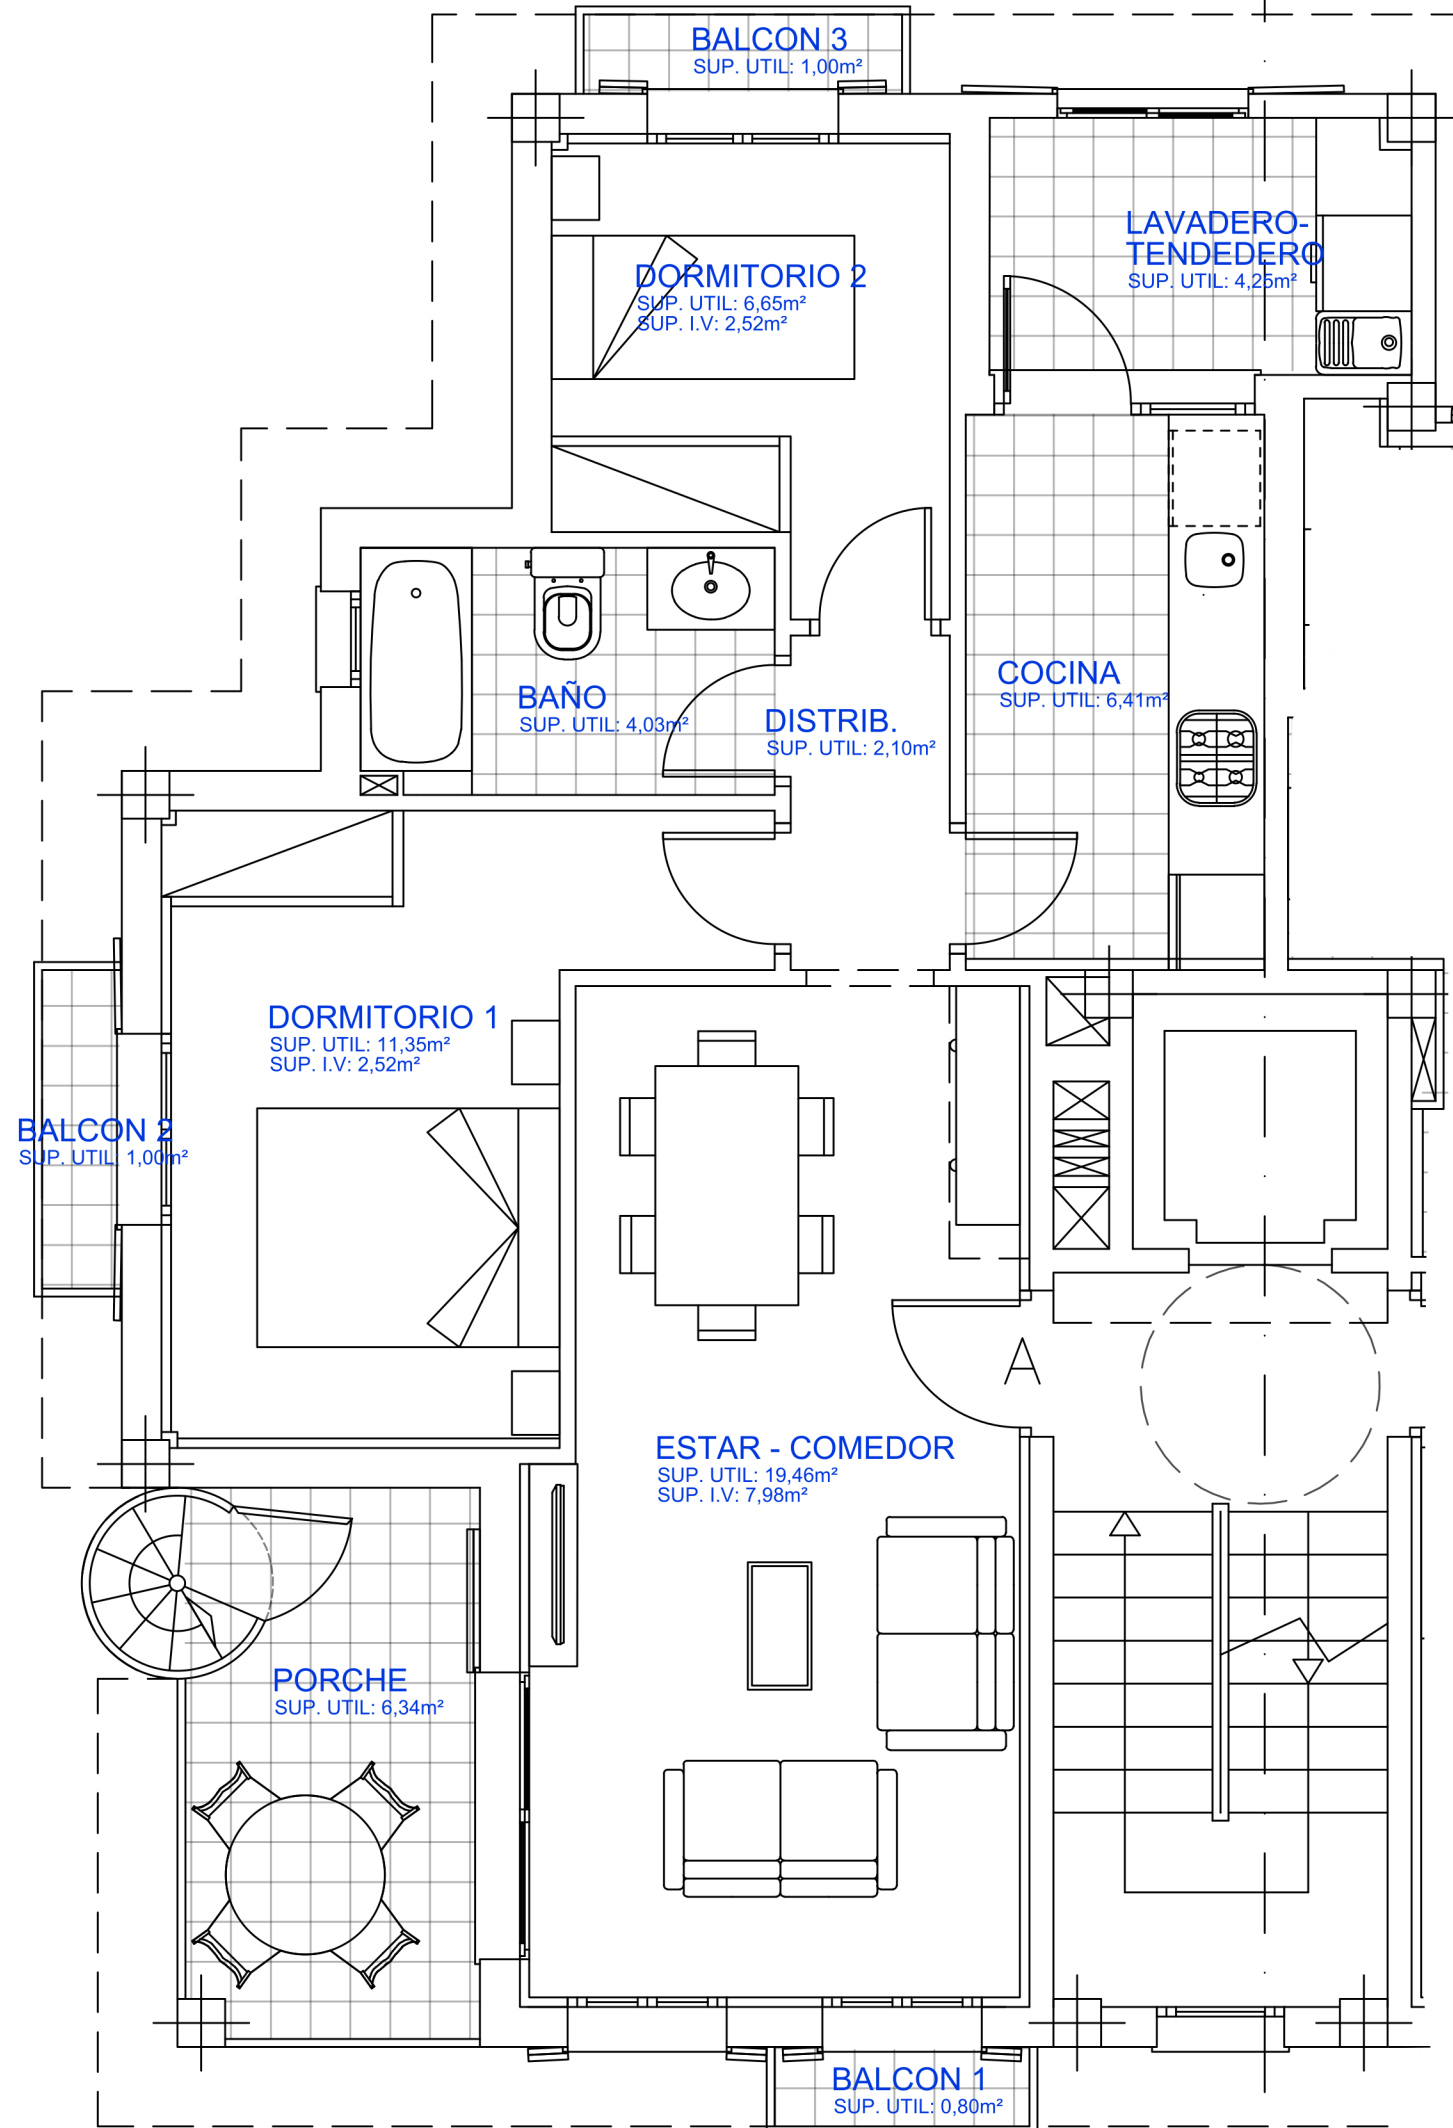 BALCON 3
SUP. UTIL: 1,00m²
LAVADERO-
TENDEDERO
SUP. UTIL: 4,25m²
DORMITORIO 2
SUP. UTIL: 6,65m²
SUP. I.V: 2,52m²
COCINA
SUP. UTIL: 6,41m²
BAÑO
SUP. UTIL: 4,03m²
DISTRIB.
SUP. UTIL: 2,10m²
DORMITORIO 1
SUP. UTIL: 11,35m²
SUP. I.V: 2,52m²
BALCON 2
SUP. UTIL: 1,00m²
A
ESTAR - COMEDOR
SUP. UTIL: 19,46m²
SUP. I.V: 7,98m²
PORCHE
SUP. UTIL: 6,34m²
BALCON 1
SUP. UTIL: 0,80m²